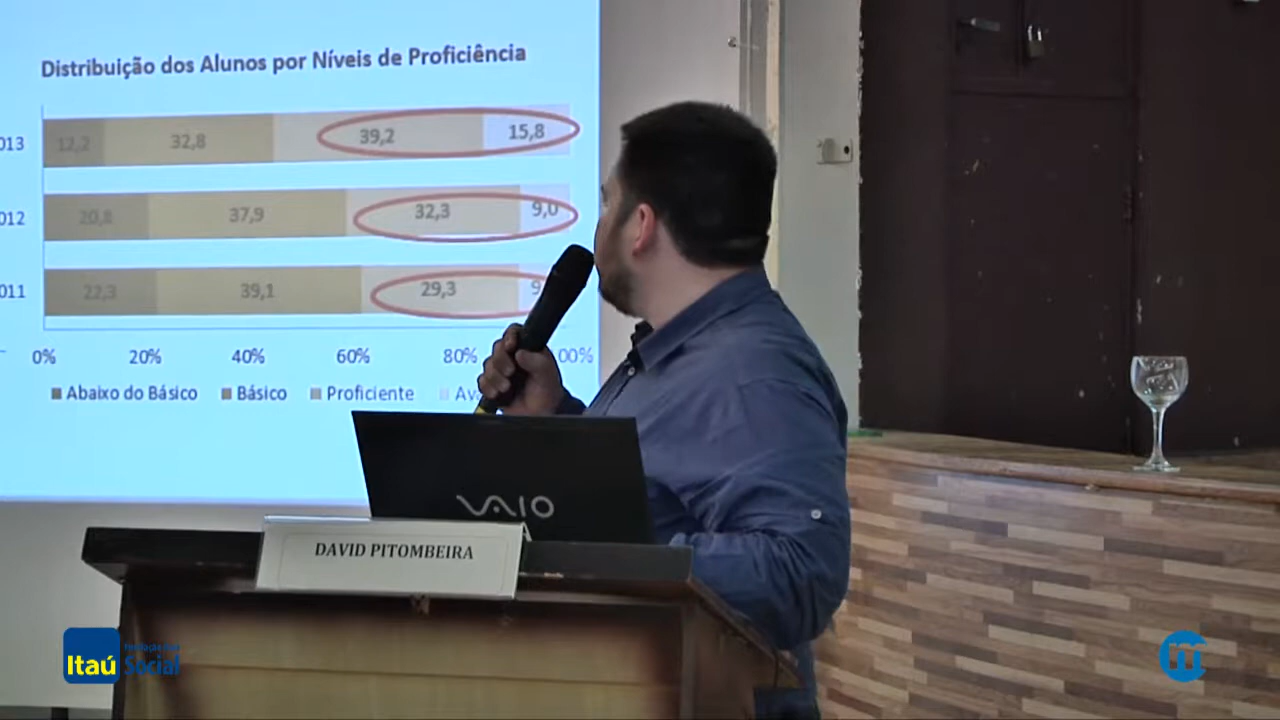 Distribuição dos Alunos por Níveis de Proficiência
013 12,2 32,8 39,2 15,8
012 20,8 37,9 32,3 9,0
011 22,3 39,1 29,3 9
0% 20% 40% 60% 80% 00%
Abaixo do Básico Básico Proficiente Av
VAIO
DAVID PITOMBEIRA
Itaú Social